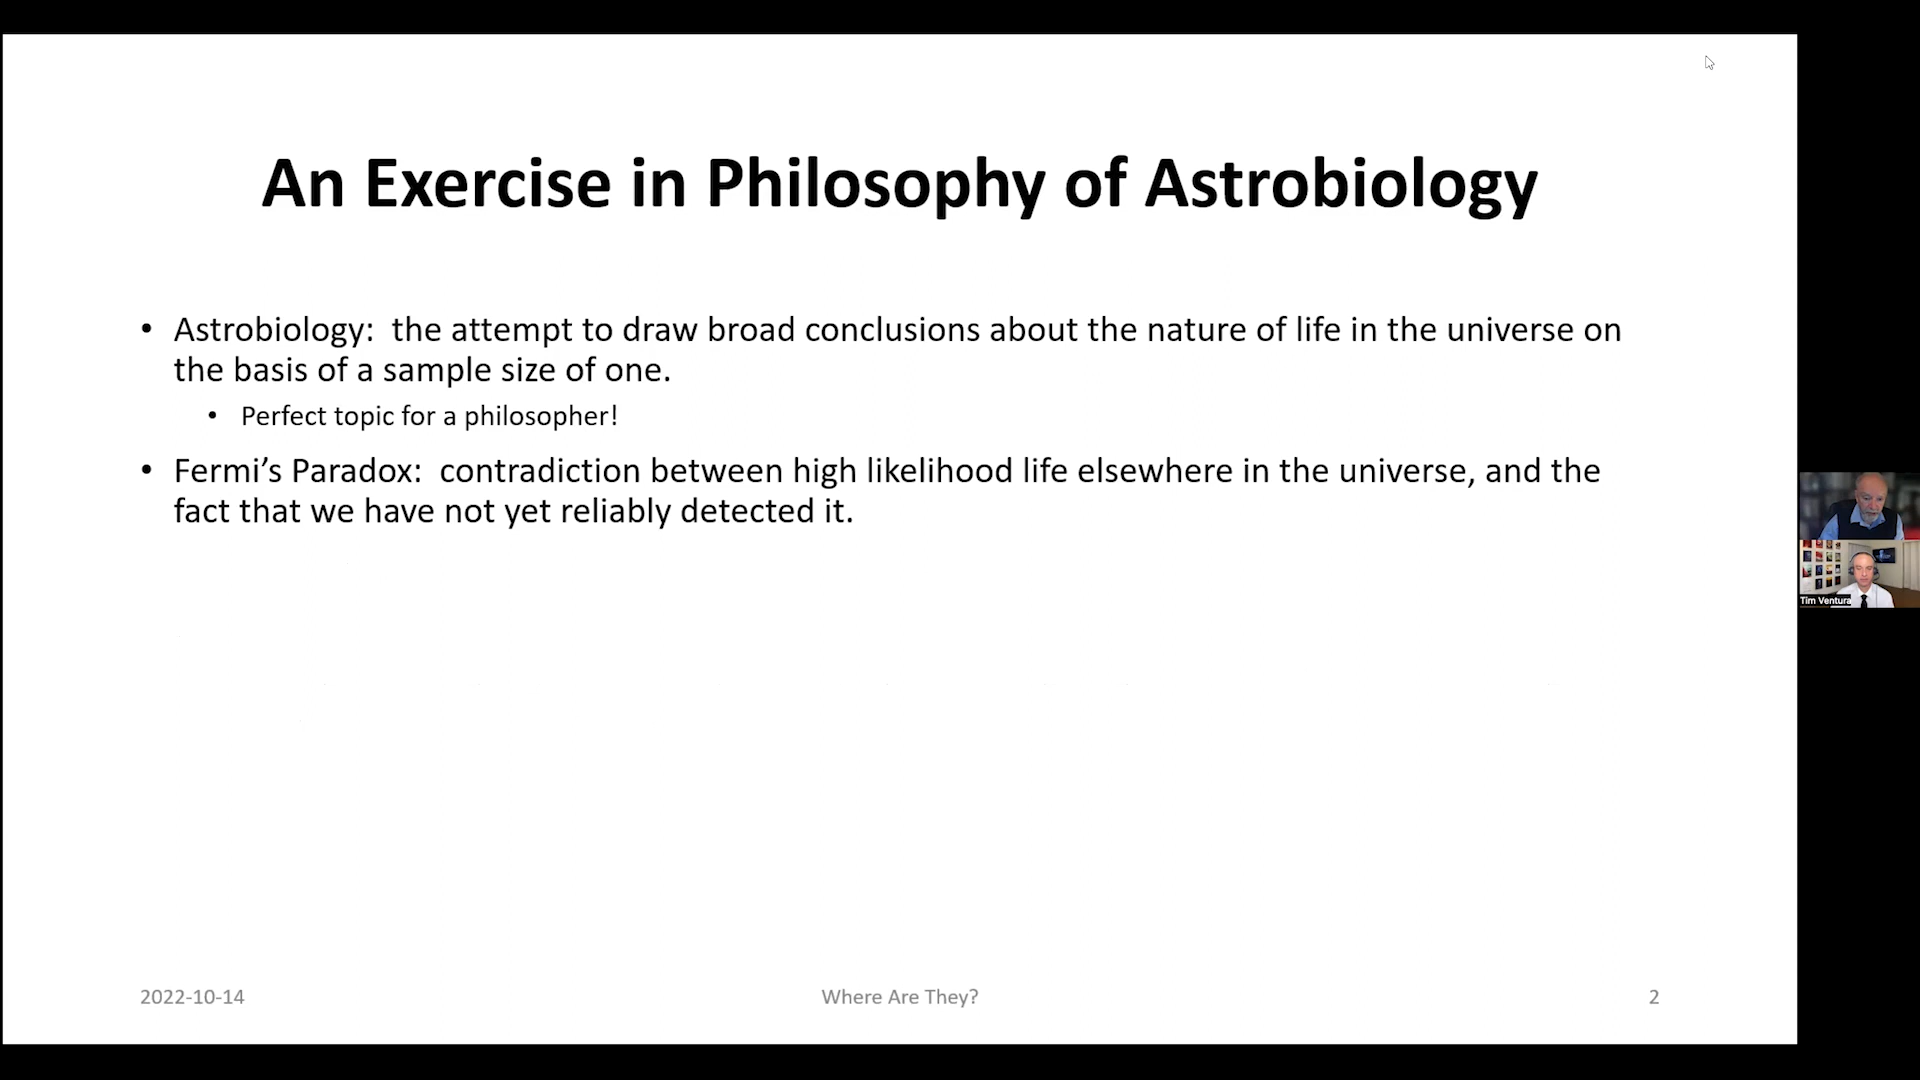 An Exercise in Philosophy of Astrobiology
• Astrobiology: the attempt to draw broad conclusions about the nature of life in the universe on
the basis of a sample size of one.
• Perfect topic for a philosopher!
• Fermi’s Paradox: contradiction between high likelihood life elsewhere in the universe, and the
fact that we have not yet reliably detected it.
Tim Ventura
2022-10-14
Where Are They?
2